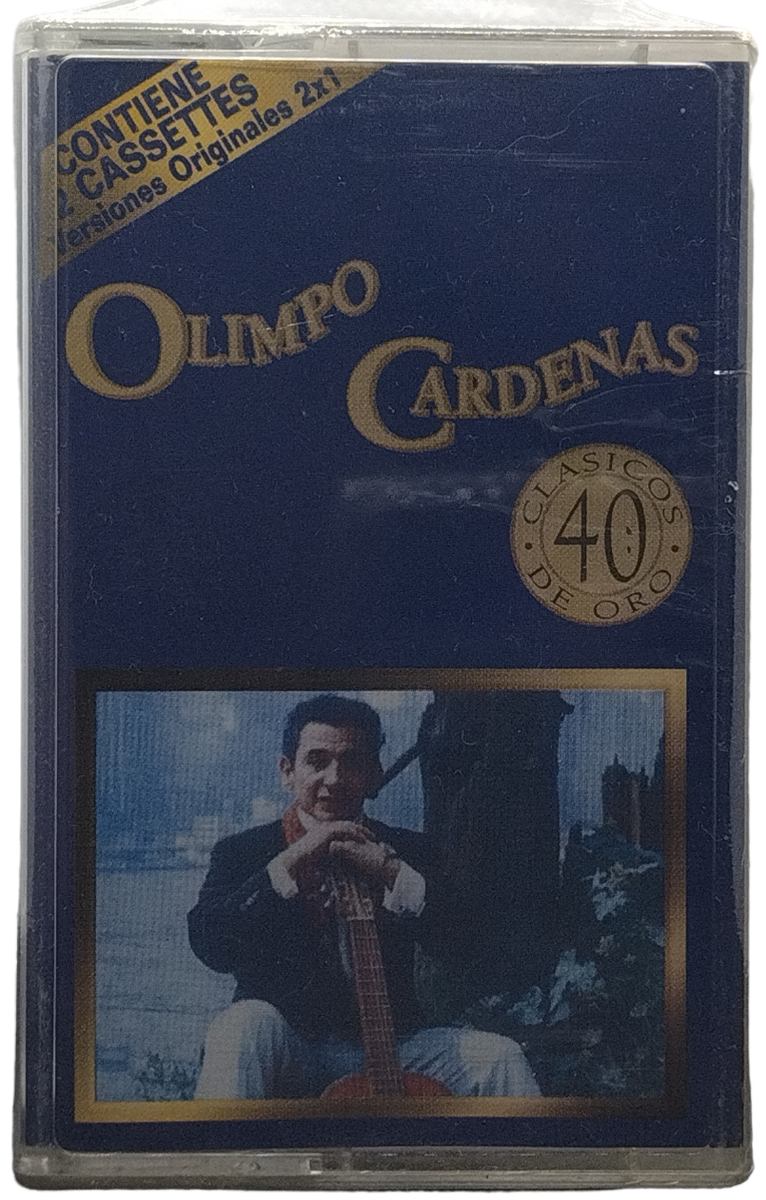 CONTIENE
2 CASSETTES
Versiones Originales 2x1
OLIMPO
CARDENAS
CLASICOS
40
DE ORO